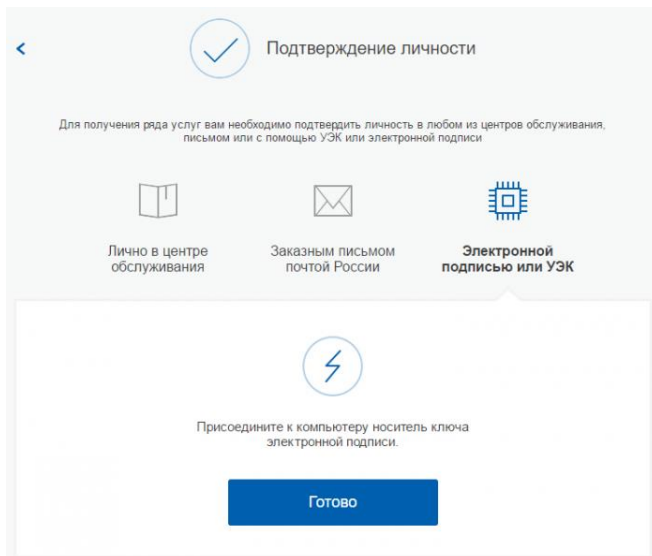 Подтверждение личности
Для получения ряда услуг вам необходимо подтвердить личность в любом из центров обслуживания,
письмом или с помощью УЭК или электронной подписи
Лично в центре
обслуживания
Заказным письмом
почтой России
Электронной
подписью или УЭК
Присоедините к компьютеру носитель ключа
электронной подписи.
Готово